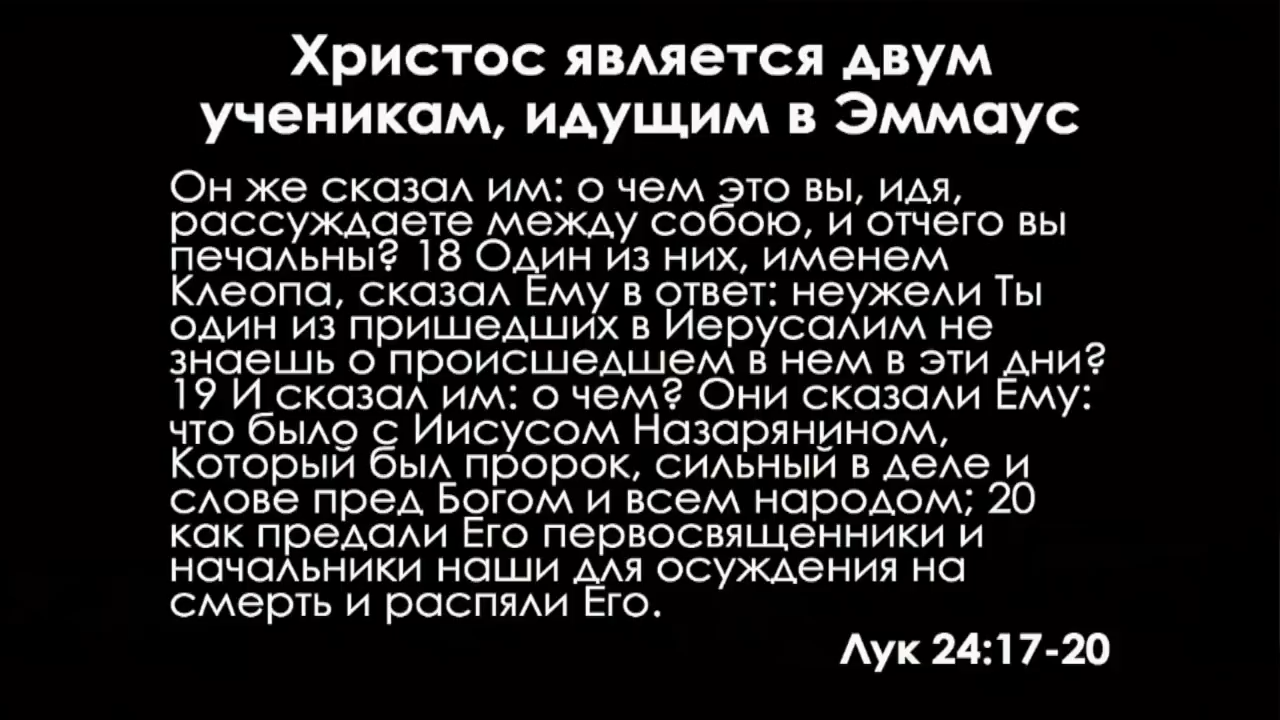 Христос является двум
ученикам, идущим в Эммаус
Он же сказал им: о чем это вы, идя,
рассуждаете между собою, и отчего вы
печальны? 18 Один из них, именем
Клеопа, сказал Ему в ответ: неужели Ты
один из пришедших в Иерусалим не
знаешь о происшедшем в нем в эти дни?
19 И сказал им: о чем? Они сказали Ему:
что было с Иисусом Назарянином,
Который был пророк, сильный в деле и
слове пред Богом и всем народом; 20
как предали Его первосвященники и
начальники наши для осуждения на
смерть и распяли Его.
Лук 24:17-20